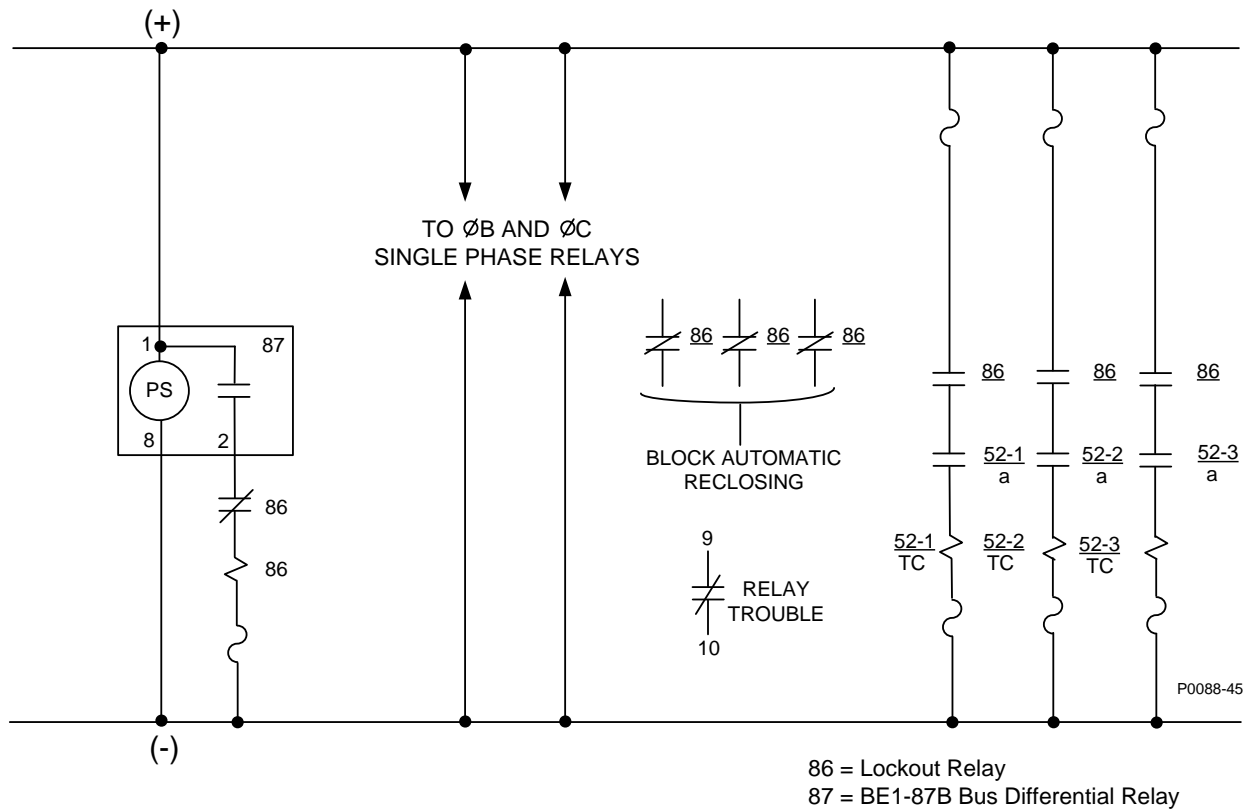 (+)
TO ØB AND ØC
SINGLE PHASE RELAYS
1
87
PS
8
2
86
86
86
86
86
BLOCK AUTOMATIC
RECLOSING
9
RELAY
TROUBLE
10
86
86
86
52-1
a
52-2
a
52-3
a
52-1
TC
52-2
TC
52-3
TC
P0088-45
(-)
86 = Lockout Relay
87 = BE1-87B Bus Differential Relay